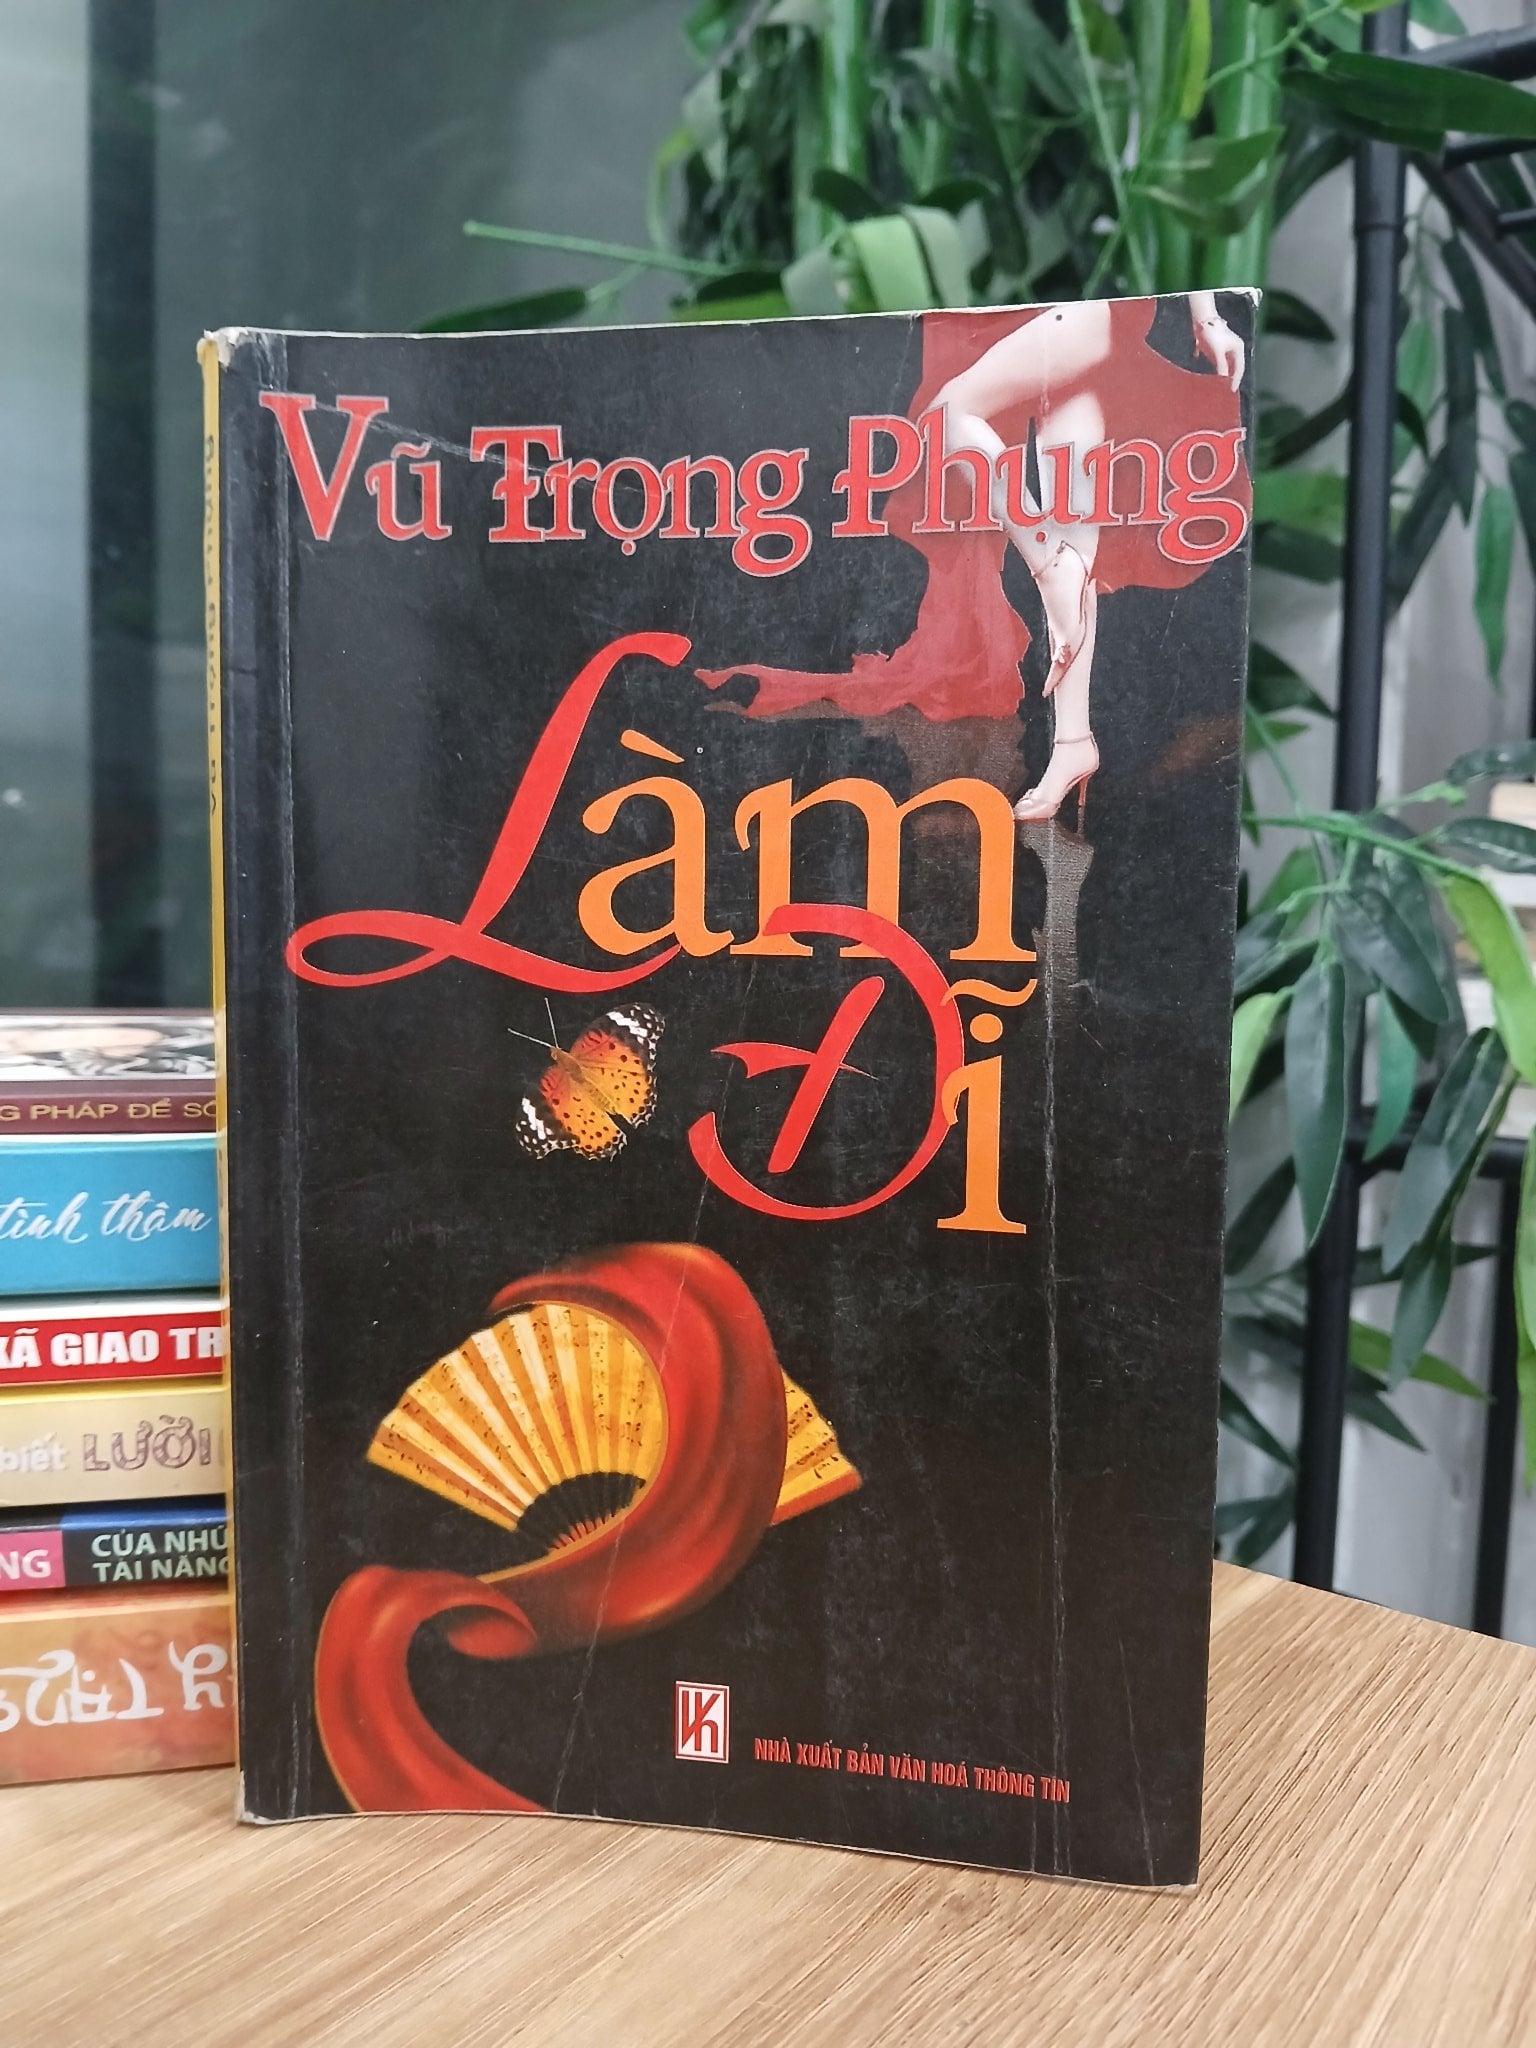 Vũ Trọng Phụng
Làm
Đĩ
NHÀ XUẤT BẢN VĂN HOÁ THÔNG TIN
G PHÁP ĐỂ SỐ
tình thâm
XÃ GIAO TR
biết LƯỜI
NG
CỦA NHỮ
TÀI NĂNG